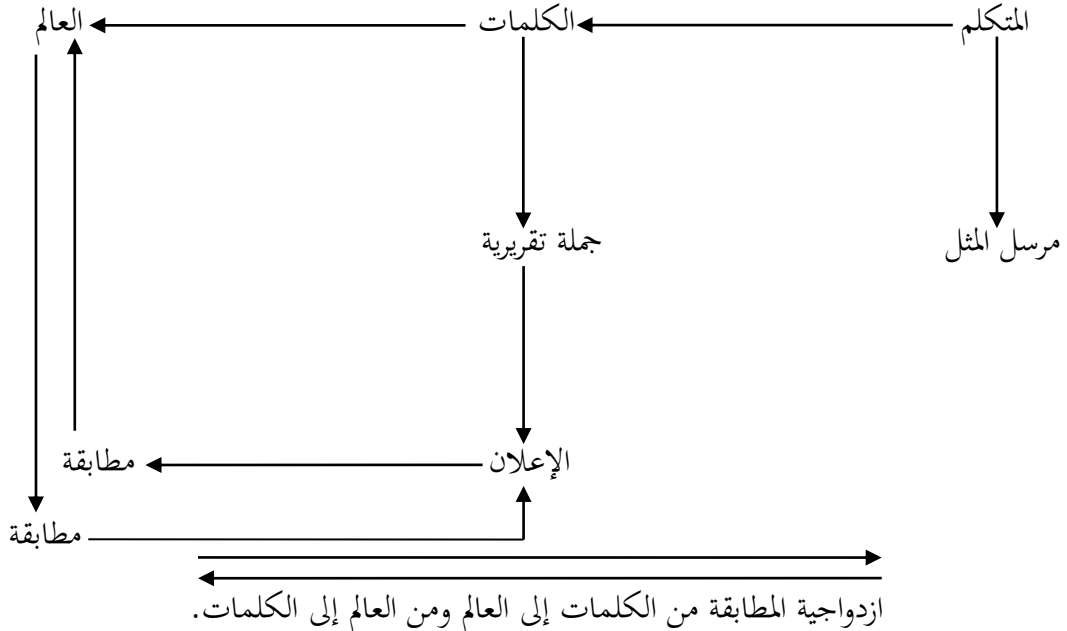 المتكلم الكلمات العالم
مرسل المثل جملة تقريرية
الإعلان مطابقة
مطابقة
ازدواجية المطابقة من الكلمات إلى العالم ومن العالم إلى الكلمات.